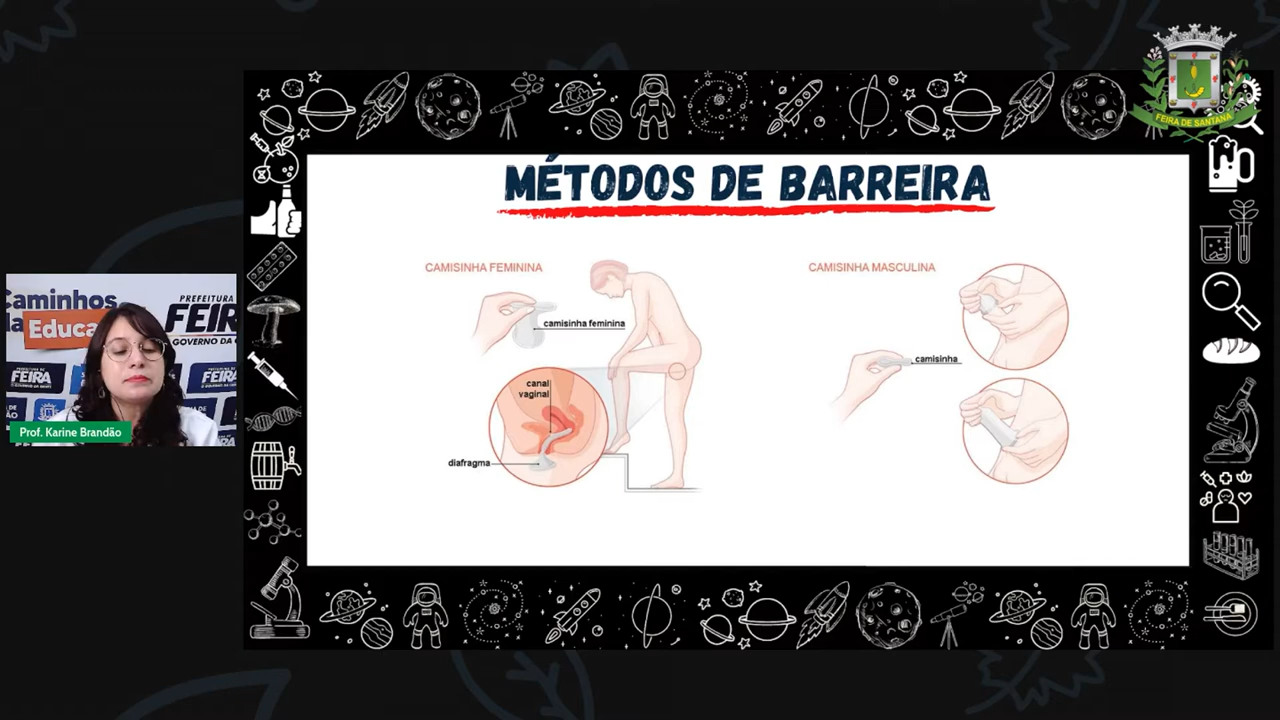 FEIRA DE SANTANA
MÉTODOS DE BARREIRA
CAMISINHA FEMININA
camisinha feminina
canal
vaginal
diafragma
CAMISINHA MASCULINA
camisinha
Caminhos
Educa
PREFEITURA
FEIR
GOVERNO DA C
FEIRA
FEIRA
Prof. Karine Brandão